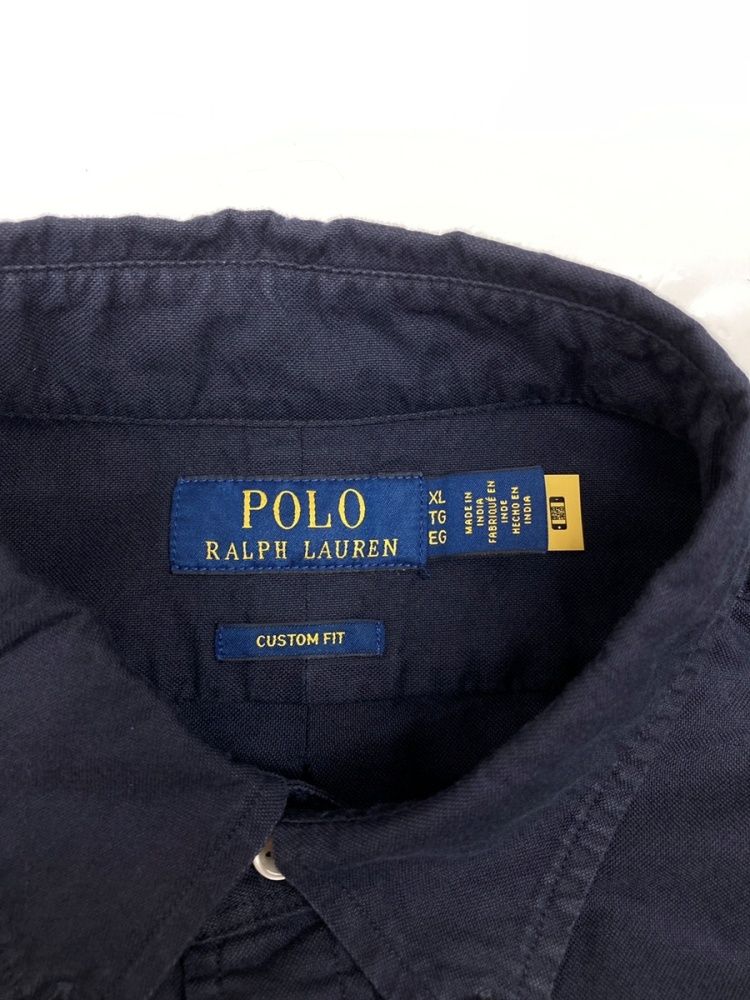 POLO
RALPH LAUREN
XL
TG
EG
MADE IN
INDIA
FABRIQUÉ EN
INDE
HECHO EN
INDIA
CUSTOM FIT